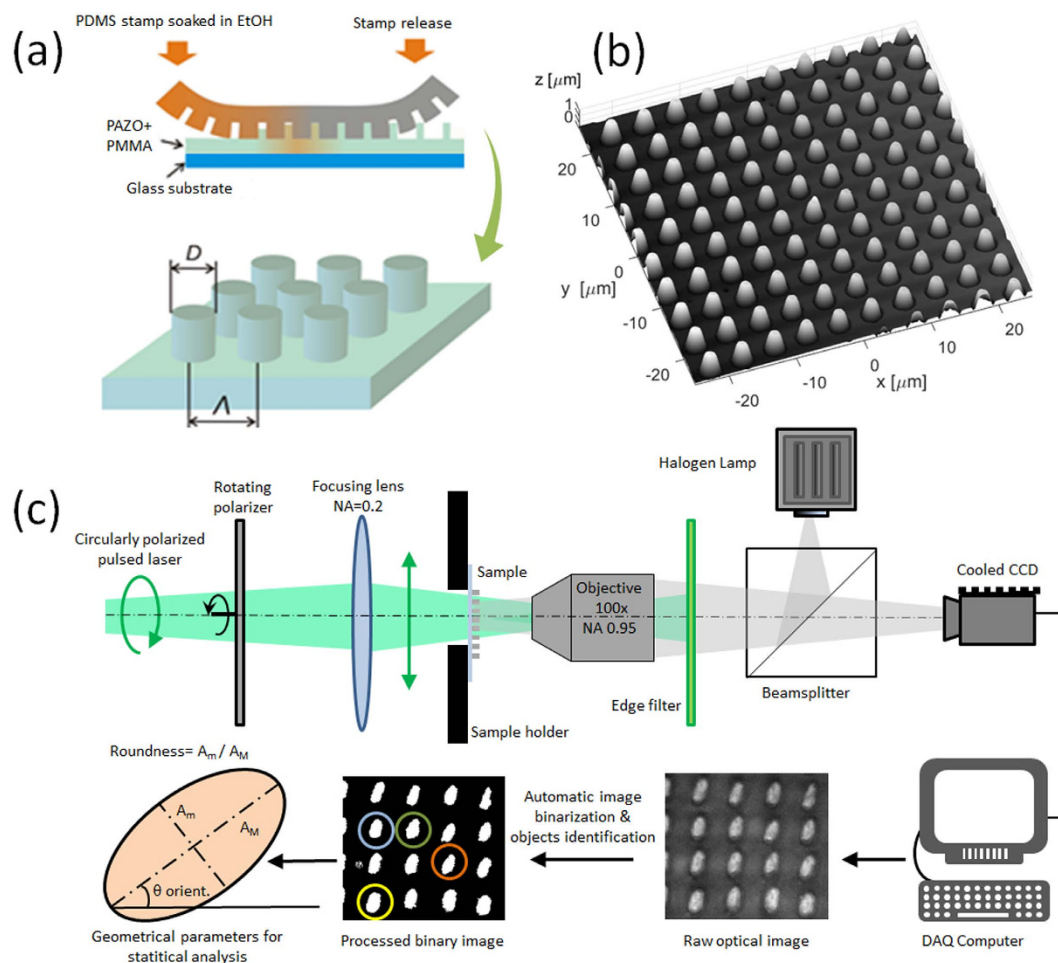 (a)
PDMS stamp soaked in EtOH
Stamp release
PAZO+
PMMA
Glass substrate
D
Λ
(b)
z [μm]
1
0
20
10
0
-10
-20
y [μm]
-20
-10
0
10
20
x [μm]
(c)
Circularly polarized
pulsed laser
Rotating
polarizer
Focusing lens
NA=0.2
Sample
Sample holder
Objective
100x
NA 0.95
Edge filter
Halogen Lamp
Beamsplitter
Cooled CCD
Roundness= Am / AM
Am
AM
θ orient.
Geometrical parameters for
statitical analysis
Processed binary image
Automatic image
binarization &
objects identification
Raw optical image
DAQ Computer